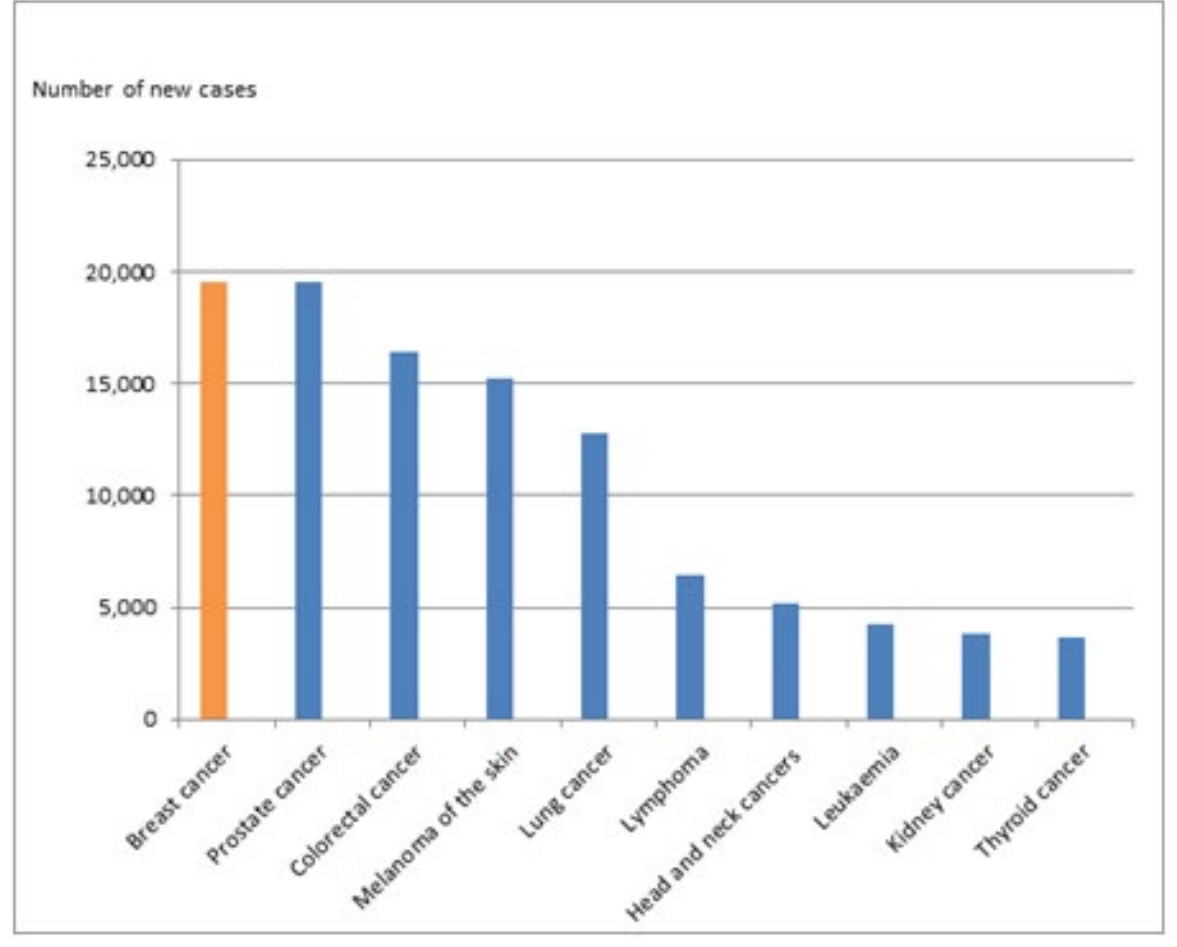 Number of new cases
25,000
20,000
15,000
10,000
5,000
0
Breast cancer
Prostate cancer
Colorectal cancer
Melanoma of the skin
Lung cancer
Lymphoma
Head and neck cancers
Leukaemia
Kidney cancer
Thyroid cancer